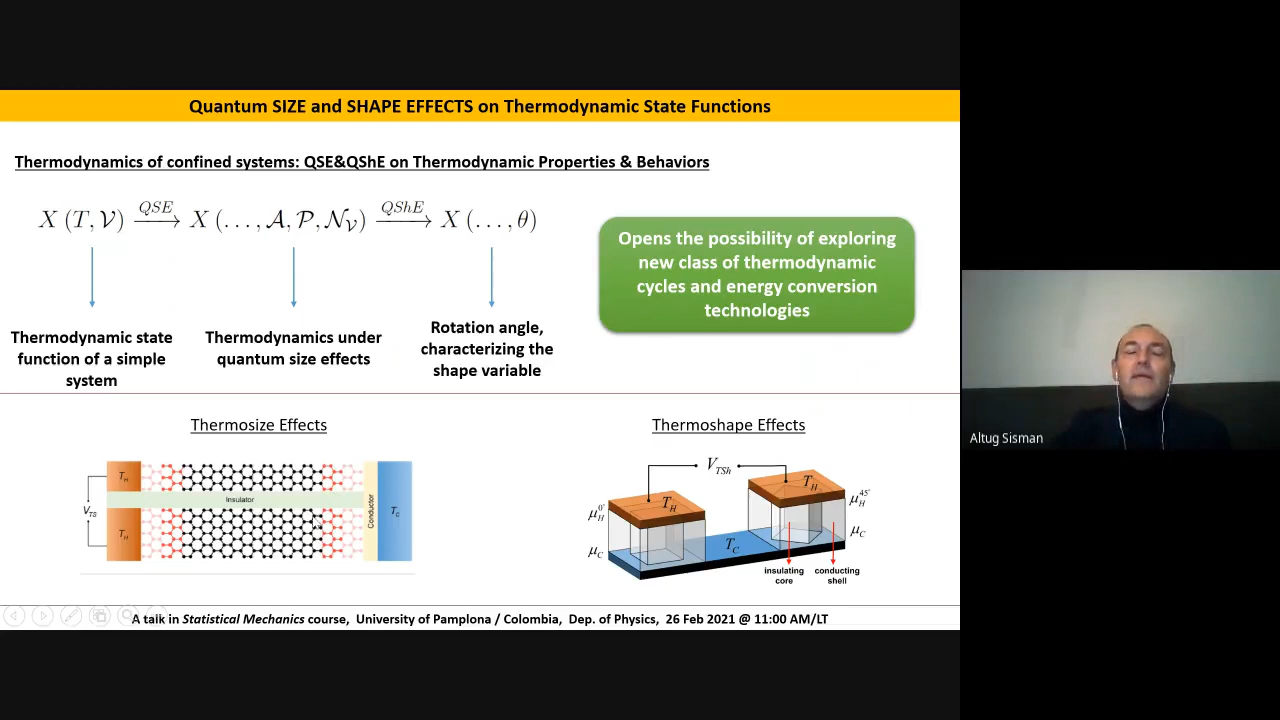 Quantum SIZE and SHAPE EFFECTS on Thermodynamic State Functions
Thermodynamics of confined systems: QSE&QShE on Thermodynamic Properties & Behaviors
X (T, 𝒱) —QSE→ X (…, 𝒜, 𝒫, 𝒩_𝒱) —QShE→ X (…, θ)
Thermodynamic state
function of a simple
system
Thermodynamics under
quantum size effects
Rotation angle,
characterizing the
shape variable
Opens the possibility of exploring
new class of thermodynamic
cycles and energy conversion
technologies
Altug Sisman
Thermosize Effects
T_H
V_TS
T_H
Insulator
Conductor
T_C
Thermoshape Effects
V_TSh
T_H
T_H
μ_H^0°
μ_H^45°
μ_C
μ_C
T_C
insulating
core
conducting
shell
A talk in Statistical Mechanics course, University of Pamplona / Colombia, Dep. of Physics, 26 Feb 2021 @ 11:00 AM/LT